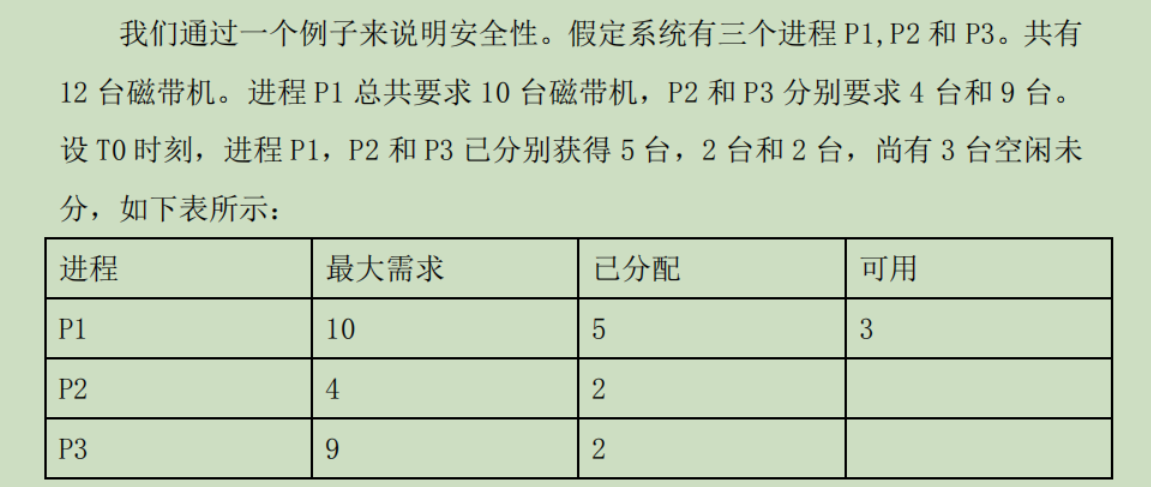 我们通过一个例子来说明安全性。假定系统有三个进程 P1,P2 和 P3。共有
12 台磁带机。进程 P1 总共要求 10 台磁带机，P2 和 P3 分别要求 4 台和 9 台。
设 T0 时刻，进程 P1，P2 和 P3 已分别获得 5 台，2 台和 2 台，尚有 3 台空闲未
分，如下表所示：
进程 最大需求 已分配 可用
P1 10 5 3
P2 4 2
P3 9 2